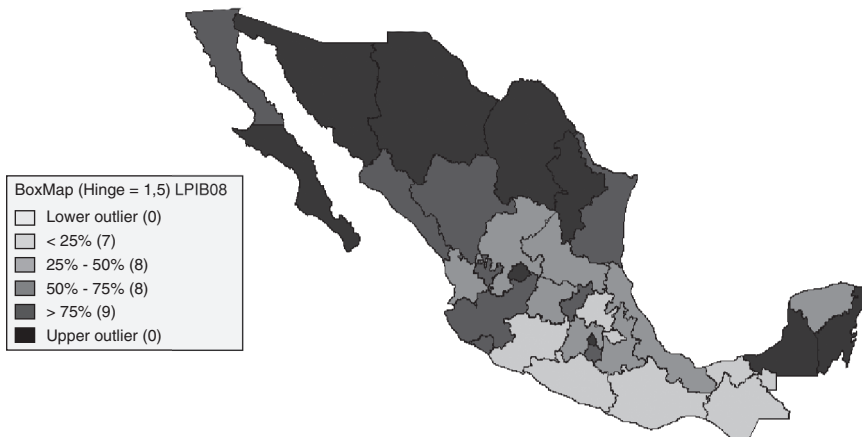 BoxMap (Hinge = 1,5) LPIB08
Lower outlier (0)
< 25% (7)
25% - 50% (8)
50% - 75% (8)
> 75% (9)
Upper outlier (0)